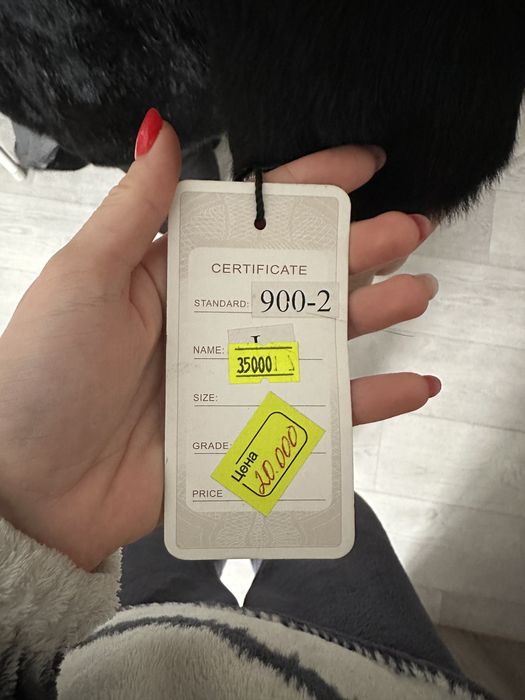 CERTIFICATE
STANDARD: 900-2
NAME:
35000
SIZE:
GRADE
Цена
20.000
PRICE